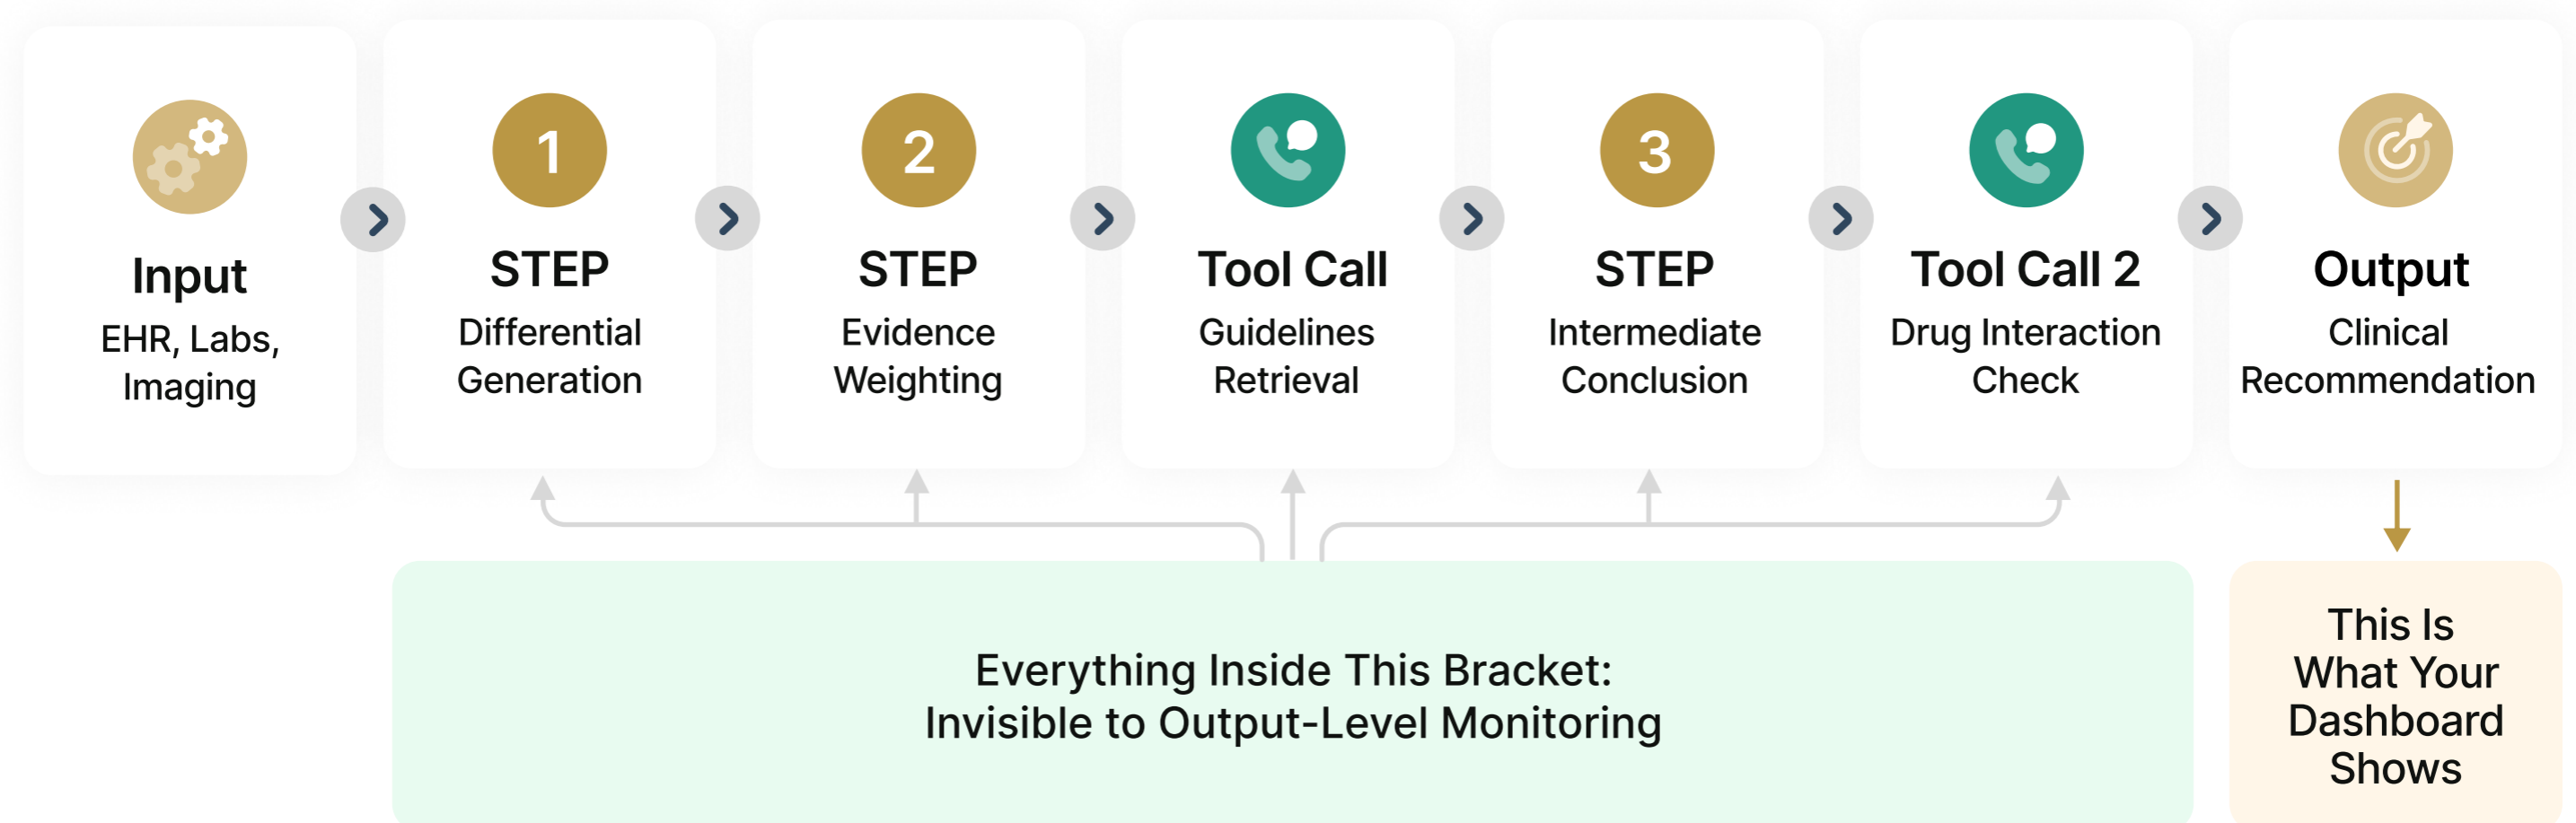 Input
EHR, Labs,
Imaging
1
STEP
Differential
Generation
2
STEP
Evidence
Weighting
Tool Call
Guidelines
Retrieval
3
STEP
Intermediate
Conclusion
Tool Call 2
Drug Interaction
Check
Output
Clinical
Recommendation
Everything Inside This Bracket:
Invisible to Output-Level Monitoring
This Is
What Your
Dashboard
Shows